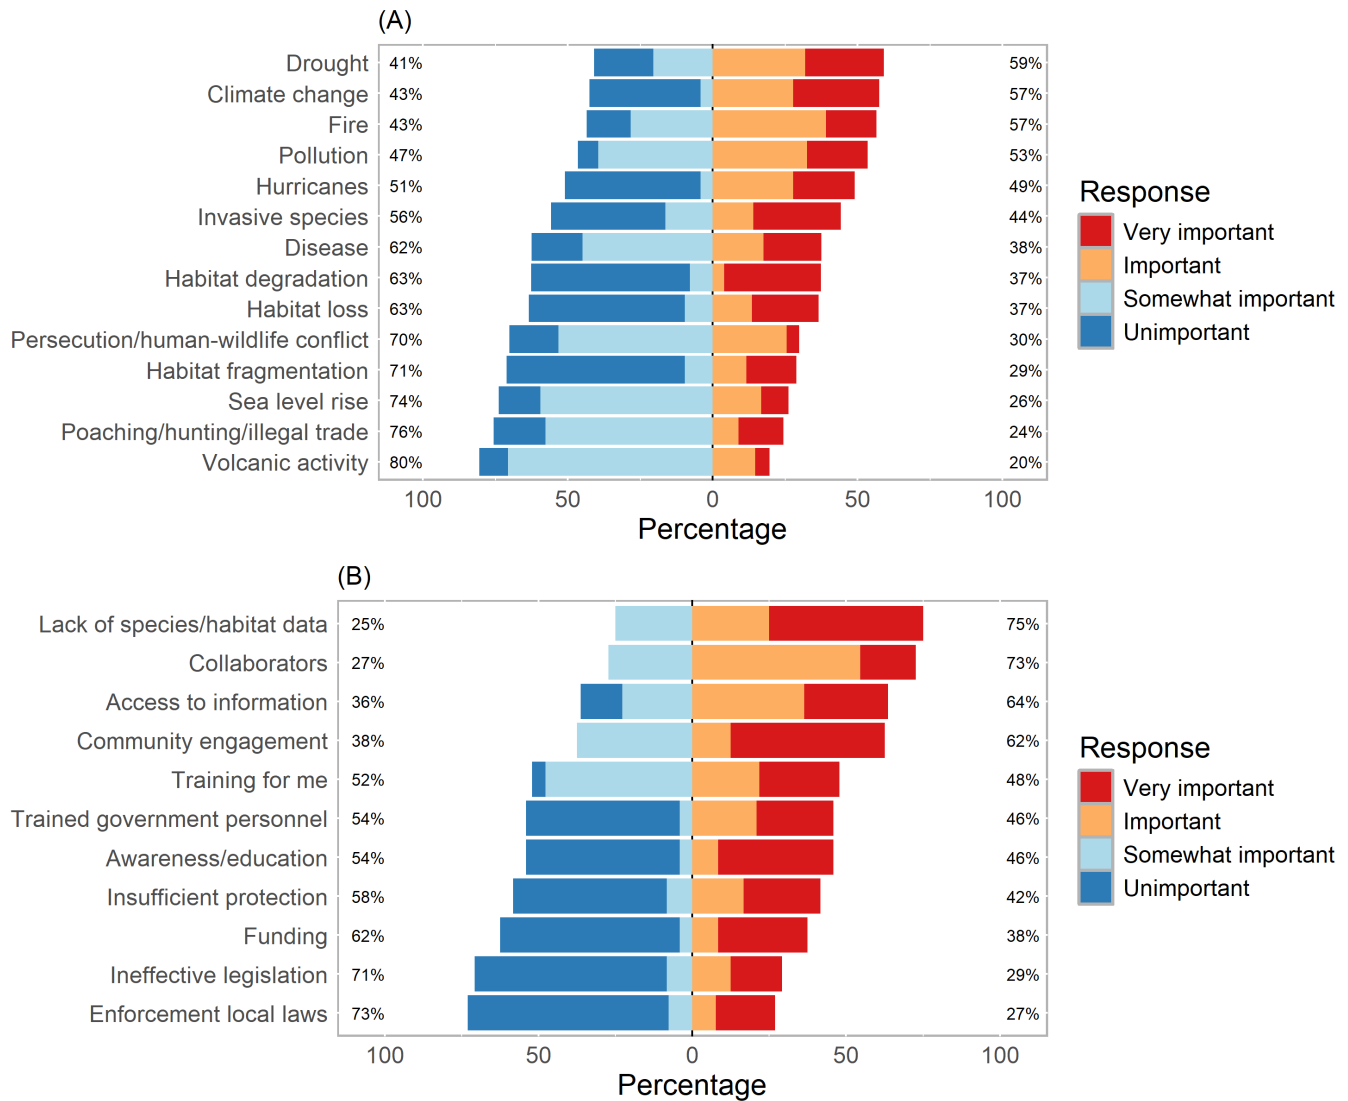 (A)
Drought 41% 59%
Climate change 43% 57%
Fire 43% 57%
Pollution 47% 53%
Hurricanes 51% 49%
Invasive species 56% 44%
Disease 62% 38%
Habitat degradation 63% 37%
Habitat loss 63% 37%
Persecution/human-wildlife conflict 70% 30%
Habitat fragmentation 71% 29%
Sea level rise 74% 26%
Poaching/hunting/illegal trade 76% 24%
Volcanic activity 80% 20%
100 50 0 50 100
Percentage
Response
Very important
Important
Somewhat important
Unimportant
(B)
Lack of species/habitat data 25% 75%
Collaborators 27% 73%
Access to information 36% 64%
Community engagement 38% 62%
Training for me 52% 48%
Trained government personnel 54% 46%
Awareness/education 54% 46%
Insufficient protection 58% 42%
Funding 62% 38%
Ineffective legislation 71% 29%
Enforcement local laws 73% 27%
100 50 0 50 100
Percentage
Response
Very important
Important
Somewhat important
Unimportant